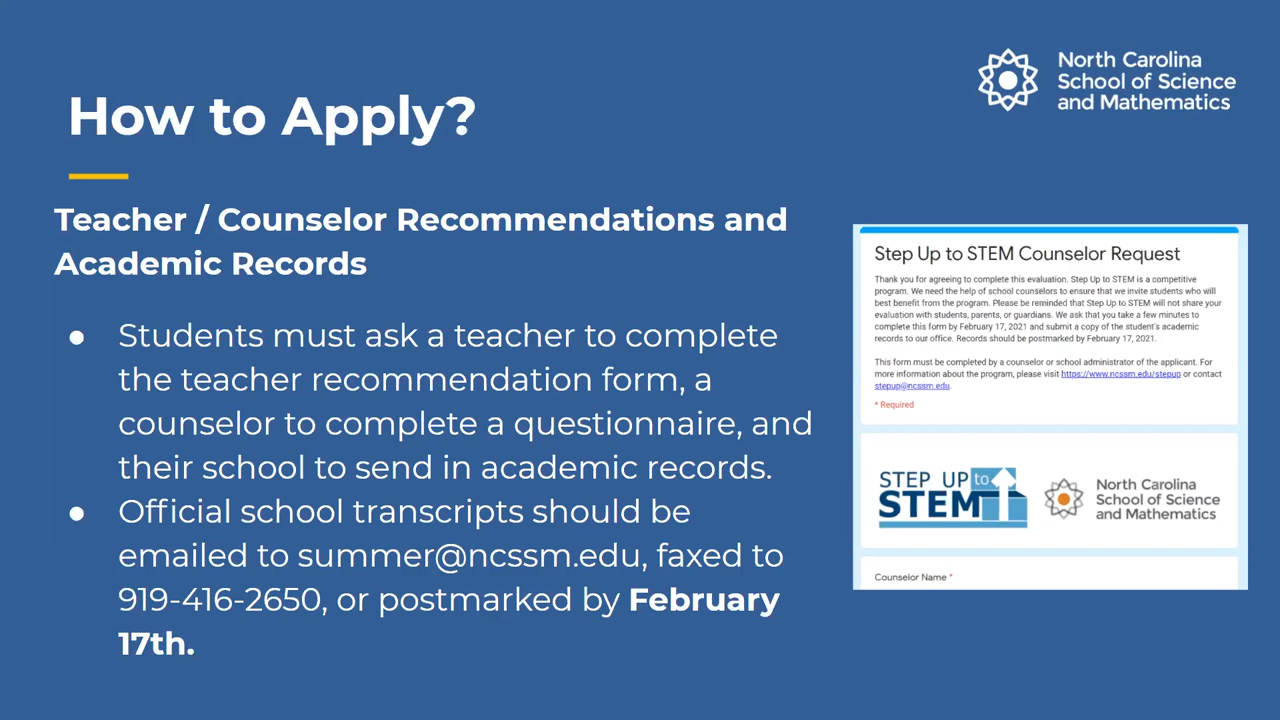 North Carolina
School of Science
and Mathematics
How to Apply?
Teacher / Counselor Recommendations and
Academic Records
● Students must ask a teacher to complete
the teacher recommendation form, a
counselor to complete a questionnaire, and
their school to send in academic records.
● Official school transcripts should be
emailed to summer@ncssm.edu, faxed to
919-416-2650, or postmarked by February
17th.
Step Up to STEM Counselor Request
Thank you for agreeing to complete this evaluation. Step Up to STEM is a competitive
program. We need the help of school counselors to ensure that we invite students who will
best benefit from the program. Please be reminded that Step Up to STEM will not share your
evaluation with students, parents, or guardians. We ask that you take a few minutes to
complete this form by February 17, 2021 and submit a copy of the student's academic
records to our office. Records should be postmarked by February 17, 2021.
This form must be completed by a counselor or school administrator of the applicant. For
more information about the program, please visit https://www.ncssm.edu/stepup or contact
stepup@ncssm.edu.
* Required
STEP UP to
STEM
North Carolina
School of Science
and Mathematics
Counselor Name *